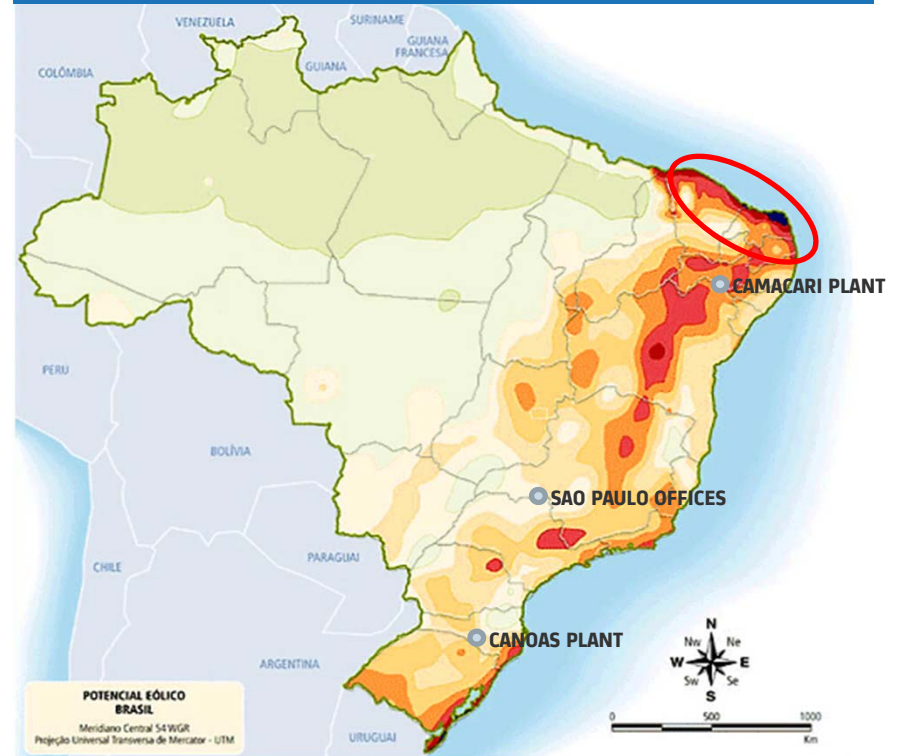 VENEZUELA
SURINAME
GUIANA
FRANCESA
GUIANA
COLÔMBIA
CAMACARI PLANT
PERU
BOLÍVIA
SAO PAULO OFFICES
PARAGUAI
CHILE
CANOAS PLANT
ARGENTINA
URUGUAI
N
Nw Ne
W E
Sw Se
S
POTENCIAL EÓLICO
BRASIL
Meridiano Central 54 WGR
Projeção Universal Transversa de Mercator - UTM
0 500 1000
Km